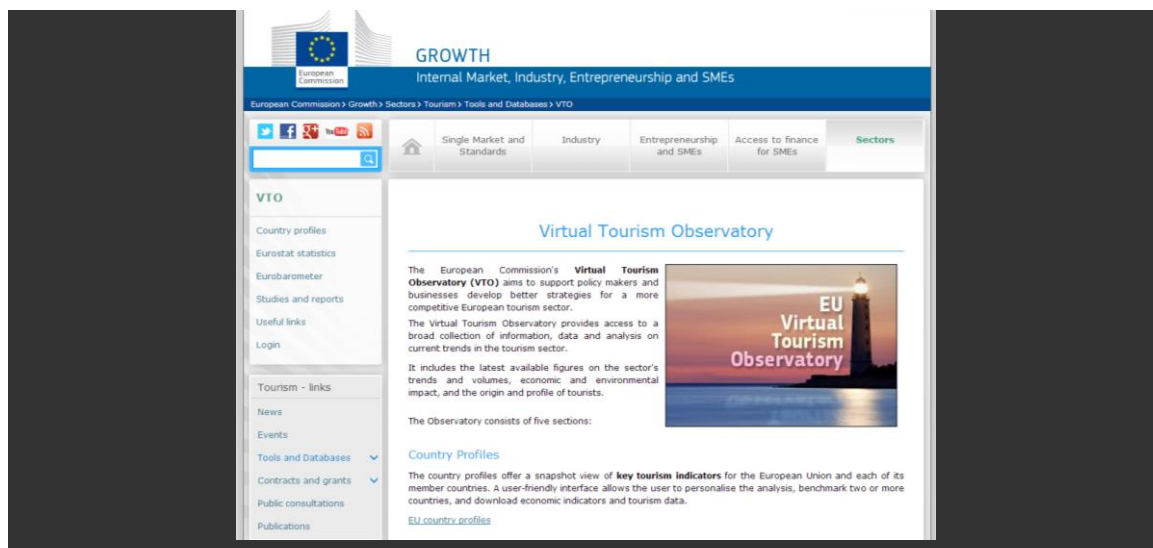 GROWTH
Internal Market, Industry, Entrepreneurship and SMEs
European
Commission
European Commission > Growth > Sectors > Tourism > Tools and Databases > VTO
You Tube
Single Market and
Standards
Industry
Entrepreneurship
and SMEs
Access to finance
for SMEs
Sectors
VTO
Country profiles
Eurostat statistics
Eurobarometer
Studies and reports
Useful links
Login
Tourism - links
News
Events
Tools and Databases
Contracts and grants
Public consultations
Publications
Virtual Tourism Observatory
The European Commission's Virtual Tourism
Observatory (VTO) aims to support policy makers and
businesses develop better strategies for a more
competitive European tourism sector.
The Virtual Tourism Observatory provides access to a
broad collection of information, data and analysis on
current trends in the tourism sector.
It includes the latest available figures on the sector's
trends and volumes, economic and environmental
impact, and the origin and profile of tourists.
The Observatory consists of five sections:
EU
Virtual
Tourism
Observatory
Country Profiles
The country profiles offer a snapshot view of key tourism indicators for the European Union and each of its
member countries. A user-friendly interface allows the user to personalise the analysis, benchmark two or more
countries, and download economic indicators and tourism data.
EU country profiles